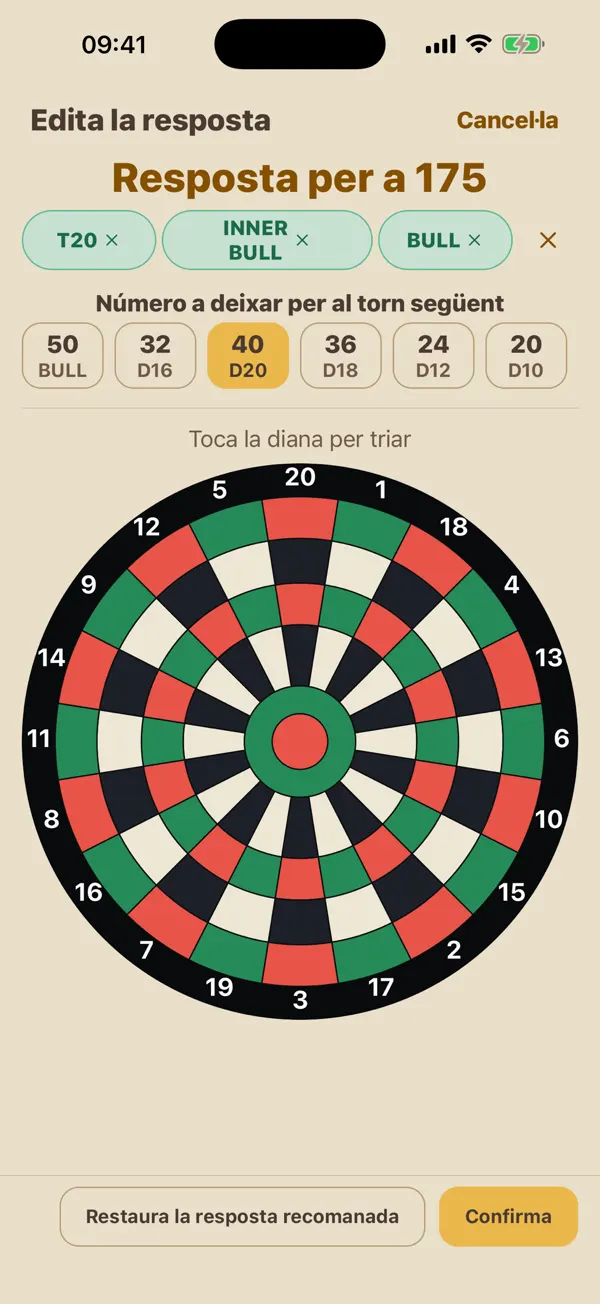 09:41
Edita la resposta
Cancel·la
Resposta per a 175
T20 ×
INNER
BULL ×
BULL ×
×
Número a deixar per al torn següent
50
BULL
32
D16
40
D20
36
D18
24
D12
20
D10
Toca la diana per triar
20
1
18
4
13
6
10
15
2
17
3
19
7
16
8
11
14
9
12
5
Restaura la resposta recomanada
Confirma